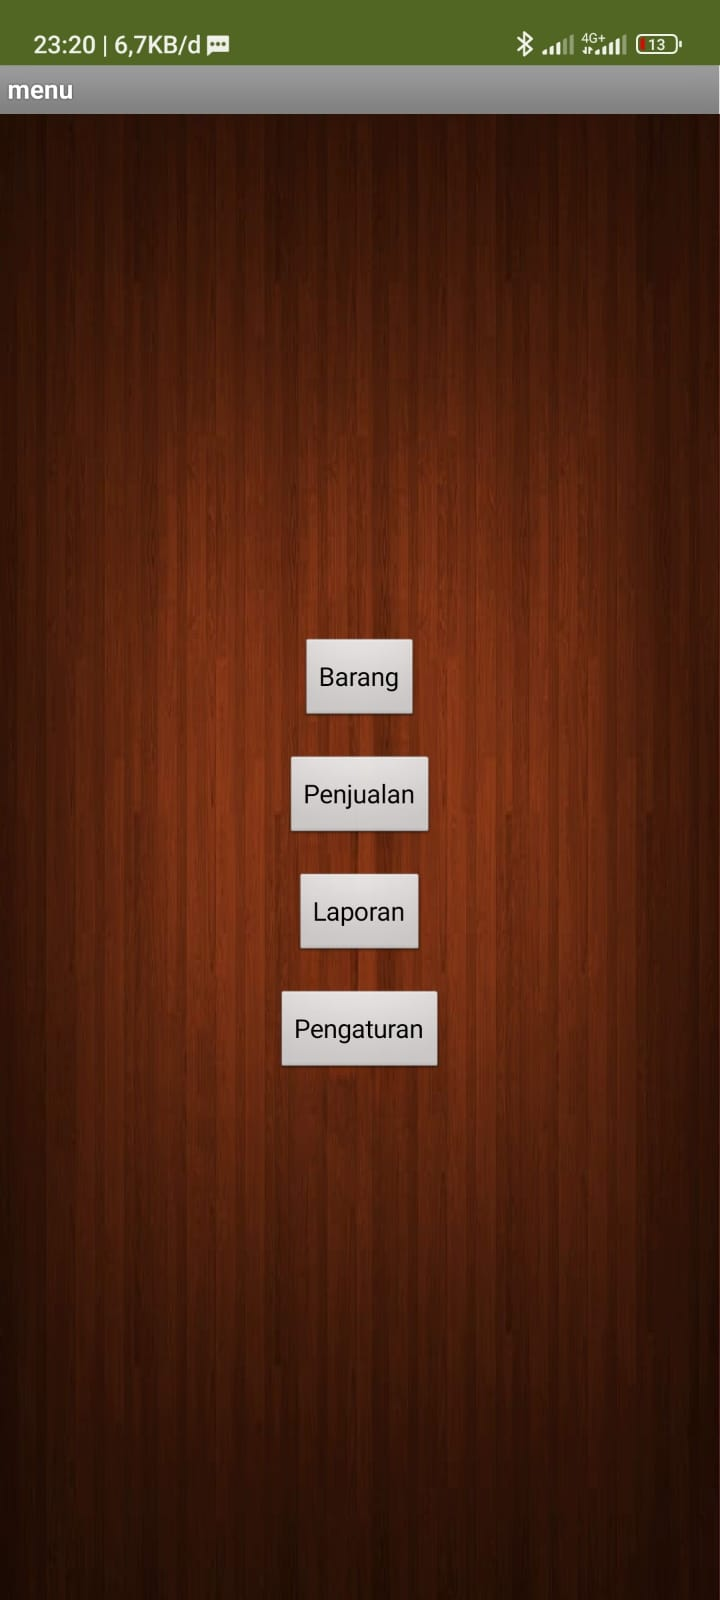 23:20 | 6,7KB/d
4G+
13
menu
Barang
Penjualan
Laporan
Pengaturan